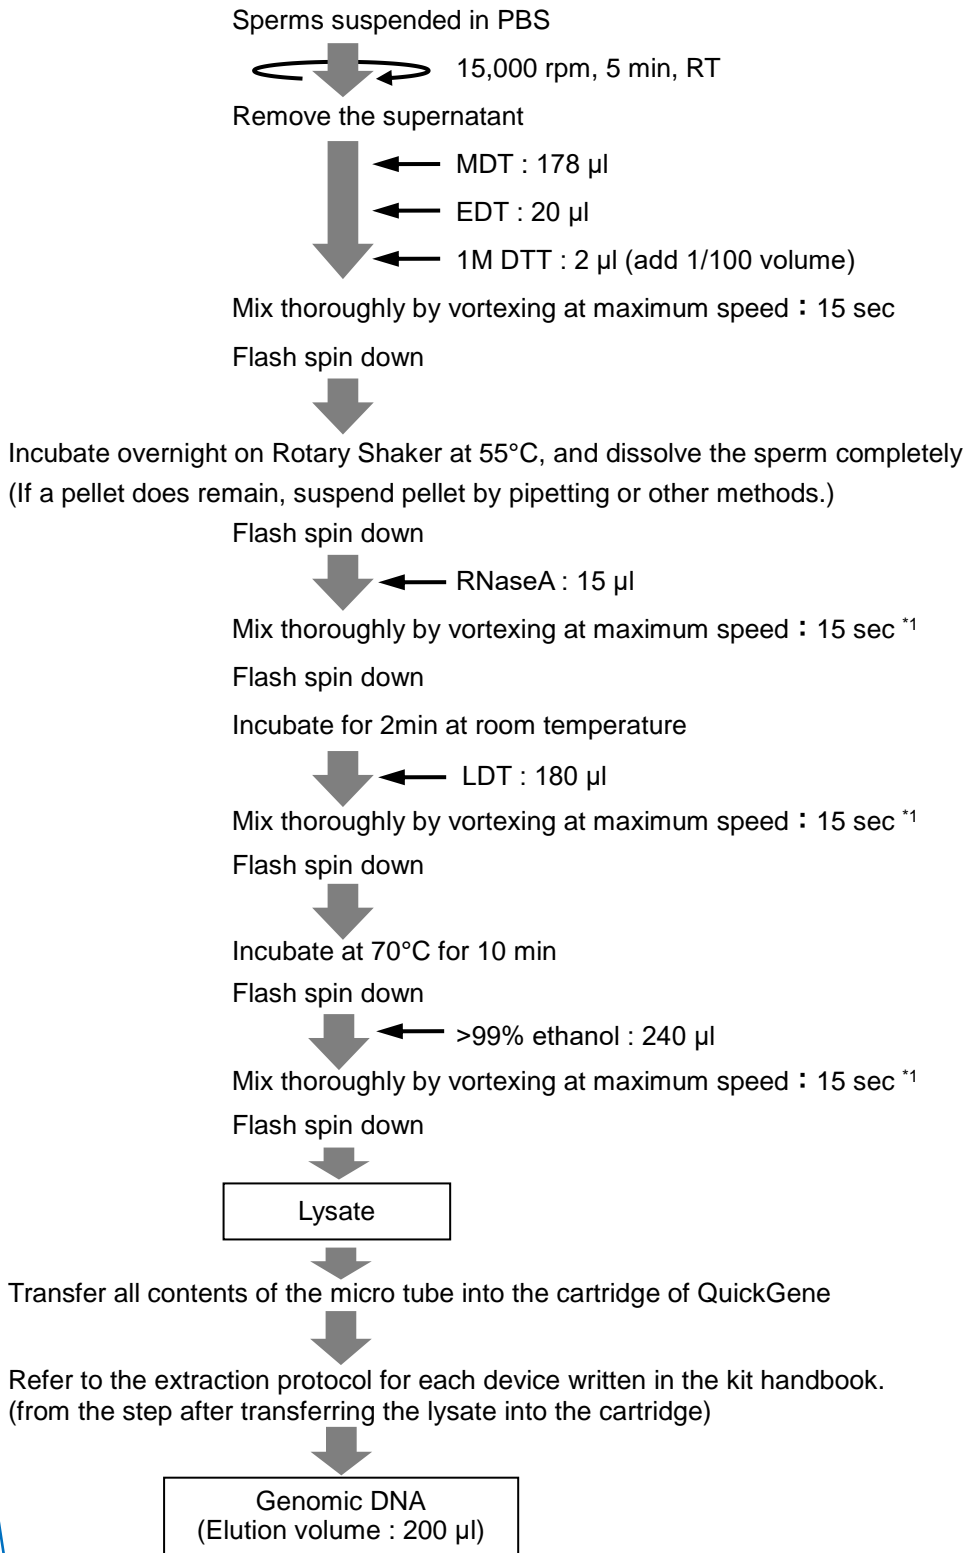 Sperms suspended in PBS
15,000 rpm, 5 min, RT
Remove the supernatant
MDT : 178 µl
EDT : 20 µl
1M DTT : 2 µl (add 1/100 volume)
Mix thoroughly by vortexing at maximum speed：15 sec
Flash spin down
Incubate overnight on Rotary Shaker at 55°C, and dissolve the sperm completely
(If a pellet does remain, suspend pellet by pipetting or other methods.)
Flash spin down
RNaseA : 15 µl
Mix thoroughly by vortexing at maximum speed：15 sec *1
Flash spin down
Incubate for 2min at room temperature
LDT : 180 µl
Mix thoroughly by vortexing at maximum speed：15 sec *1
Flash spin down
Incubate at 70°C for 10 min
Flash spin down
>99% ethanol : 240 µl
Mix thoroughly by vortexing at maximum speed：15 sec *1
Flash spin down
Lysate
Transfer all contents of the micro tube into the cartridge of QuickGene
Refer to the extraction protocol for each device written in the kit handbook.
(from the step after transferring the lysate into the cartridge)
Genomic DNA
(Elution volume : 200 µl)